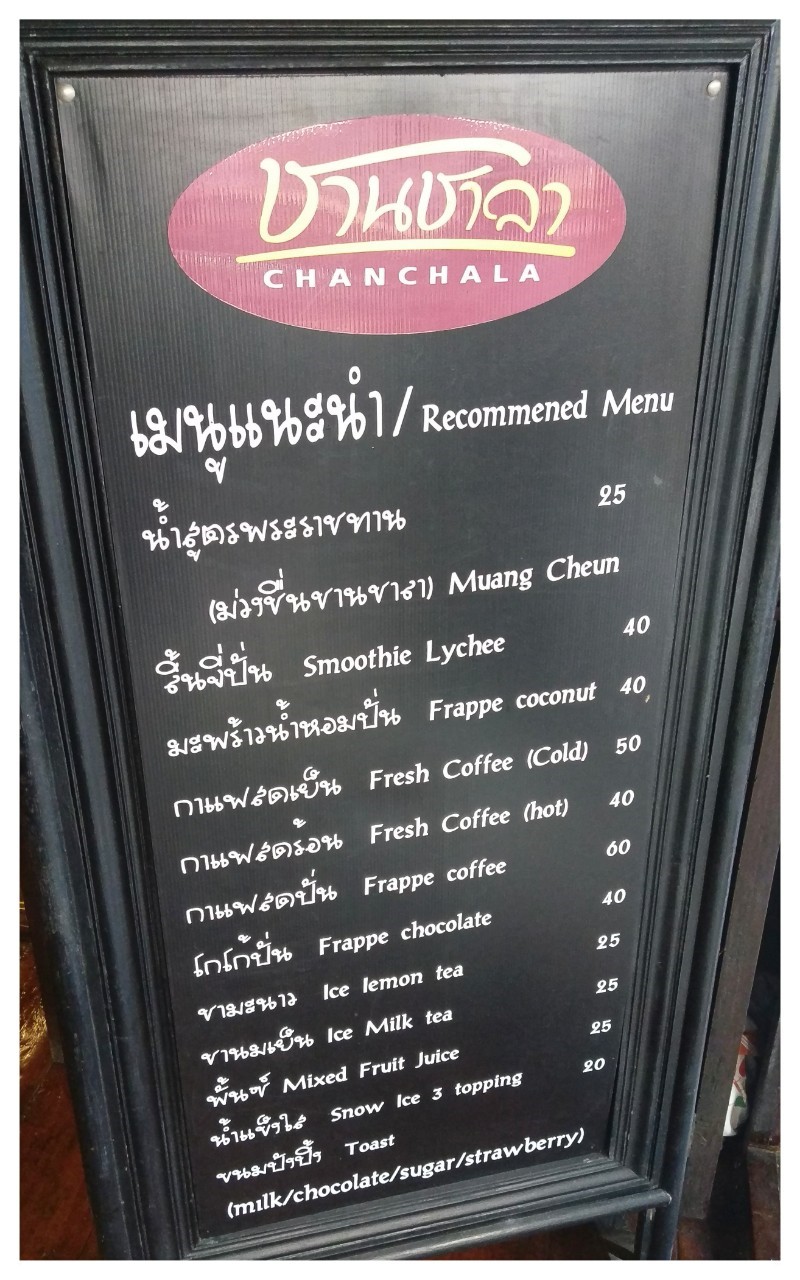 ชานชาลา
CHANCHALA
เมนูแนะนำ/Recommened Menu
น้ำสูตรพระราชทาน 25
(ม่วงชื่นชานชาลา) Muang Cheun
ลิ้นจี่ปั่น Smoothie Lychee 40
มะพร้าวน้ำหอมปั่น Frappe coconut 40
กาแฟสดเย็น Fresh Coffee (Cold) 50
กาแฟสดร้อน Fresh Coffee (hot) 40
กาแฟสดปั่น Frappe coffee 60
โกโก้ปั่น Frappe chocolate 40
ชามะนาว Ice lemon tea 25
ชานมเย็น Ice Milk tea 25
พั้นซ์ Mixed Fruit Juice 25
น้ำแข็งใส Snow Ice 3 topping 20
ขนมปังปิ้ง Toast
(milk/chocolate/sugar/strawberry)